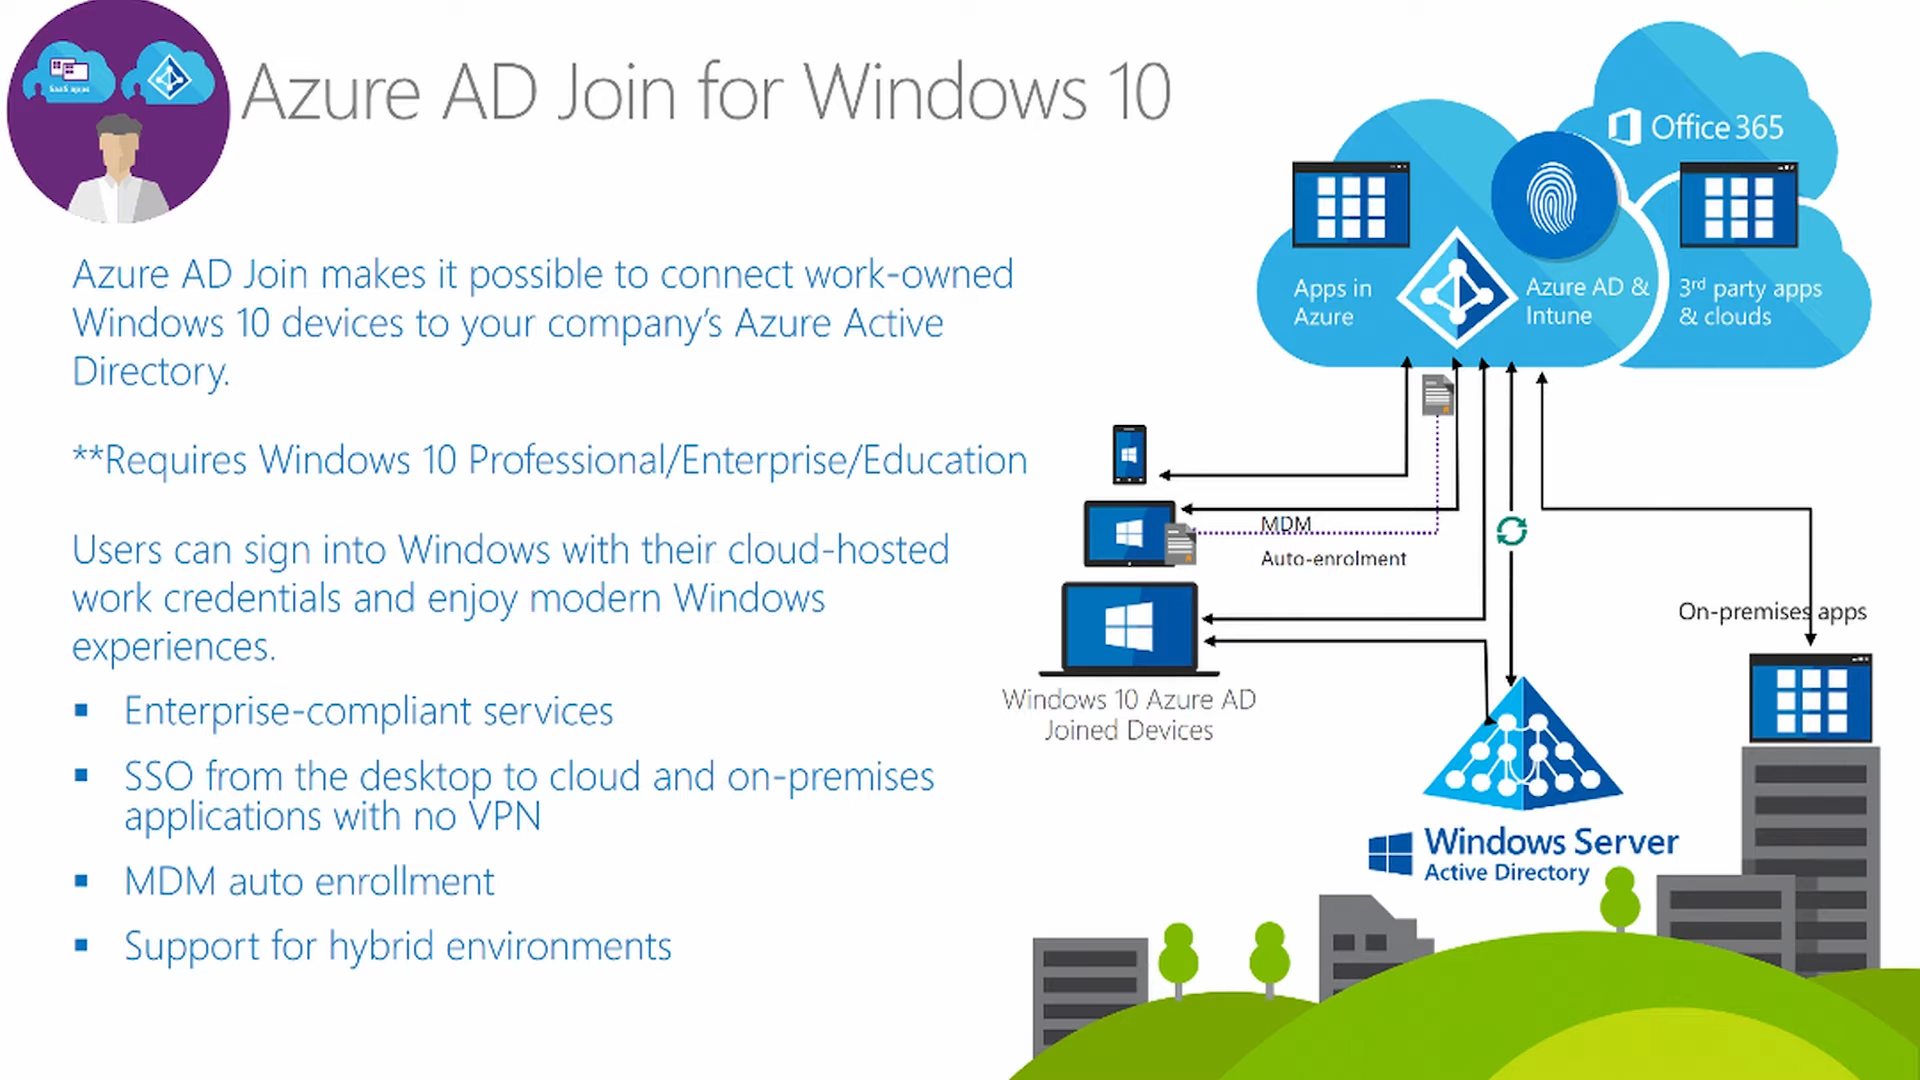 SaaS apps
Azure AD Join for Windows 10
Azure AD Join makes it possible to connect work-owned
Windows 10 devices to your company’s Azure Active
Directory.
**Requires Windows 10 Professional/Enterprise/Education
Users can sign into Windows with their cloud-hosted
work credentials and enjoy modern Windows
experiences.
▪ Enterprise-compliant services
▪ SSO from the desktop to cloud and on-premises
applications with no VPN
▪ MDM auto enrollment
▪ Support for hybrid environments
Office 365
Apps in
Azure
Azure AD &
Intune
3rd party apps
& clouds
MDM
Auto-enrolment
On-premises apps
Windows 10 Azure AD
Joined Devices
Windows Server
Active Directory